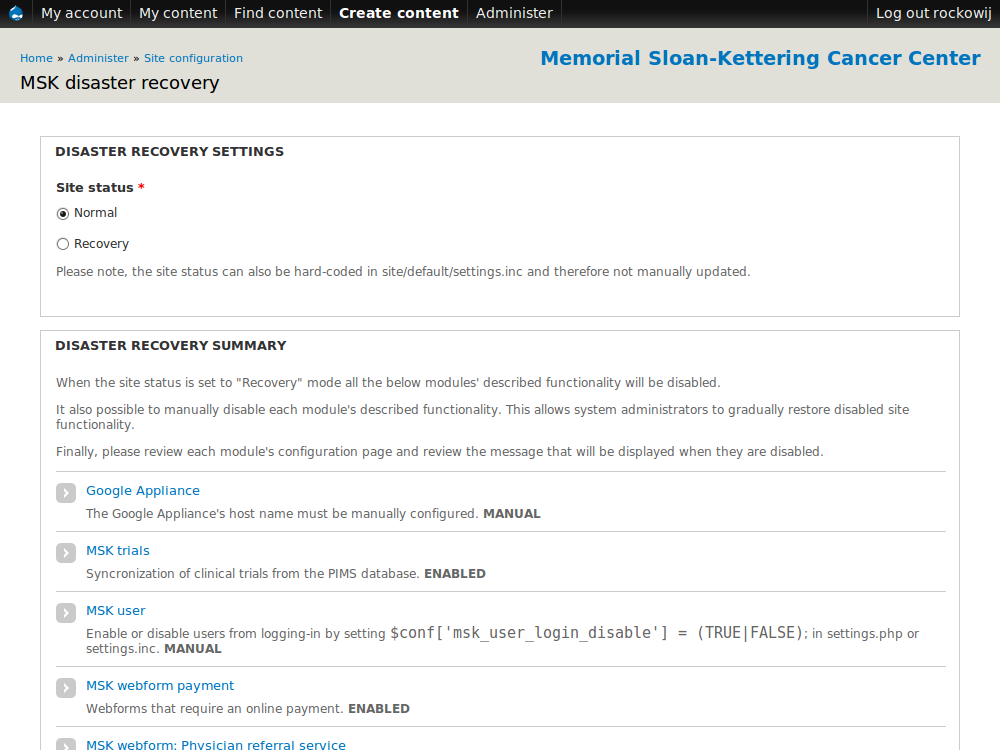 My account My content Find content Create content Administer Log out rockowij
Home » Administer » Site configuration
Memorial Sloan-Kettering Cancer Center
MSK disaster recovery
DISASTER RECOVERY SETTINGS
Site status *
Normal
Recovery
Please note, the site status can also be hard-coded in site/default/settings.inc and therefore not manually updated.
DISASTER RECOVERY SUMMARY
When the site status is set to "Recovery" mode all the below modules' described functionality will be disabled.
It also possible to manually disable each module's described functionality. This allows system administrators to gradually restore disabled site
functionality.
Finally, please review each module's configuration page and review the message that will be displayed when they are disabled.
Google Appliance
The Google Appliance's host name must be manually configured. MANUAL
MSK trials
Syncronization of clinical trials from the PIMS database. ENABLED
MSK user
Enable or disable users from logging-in by setting $conf['msk_user_login_disable'] = (TRUE|FALSE); in settings.php or
settings.inc. MANUAL
MSK webform payment
Webforms that require an online payment. ENABLED
MSK webform: Physician referral service